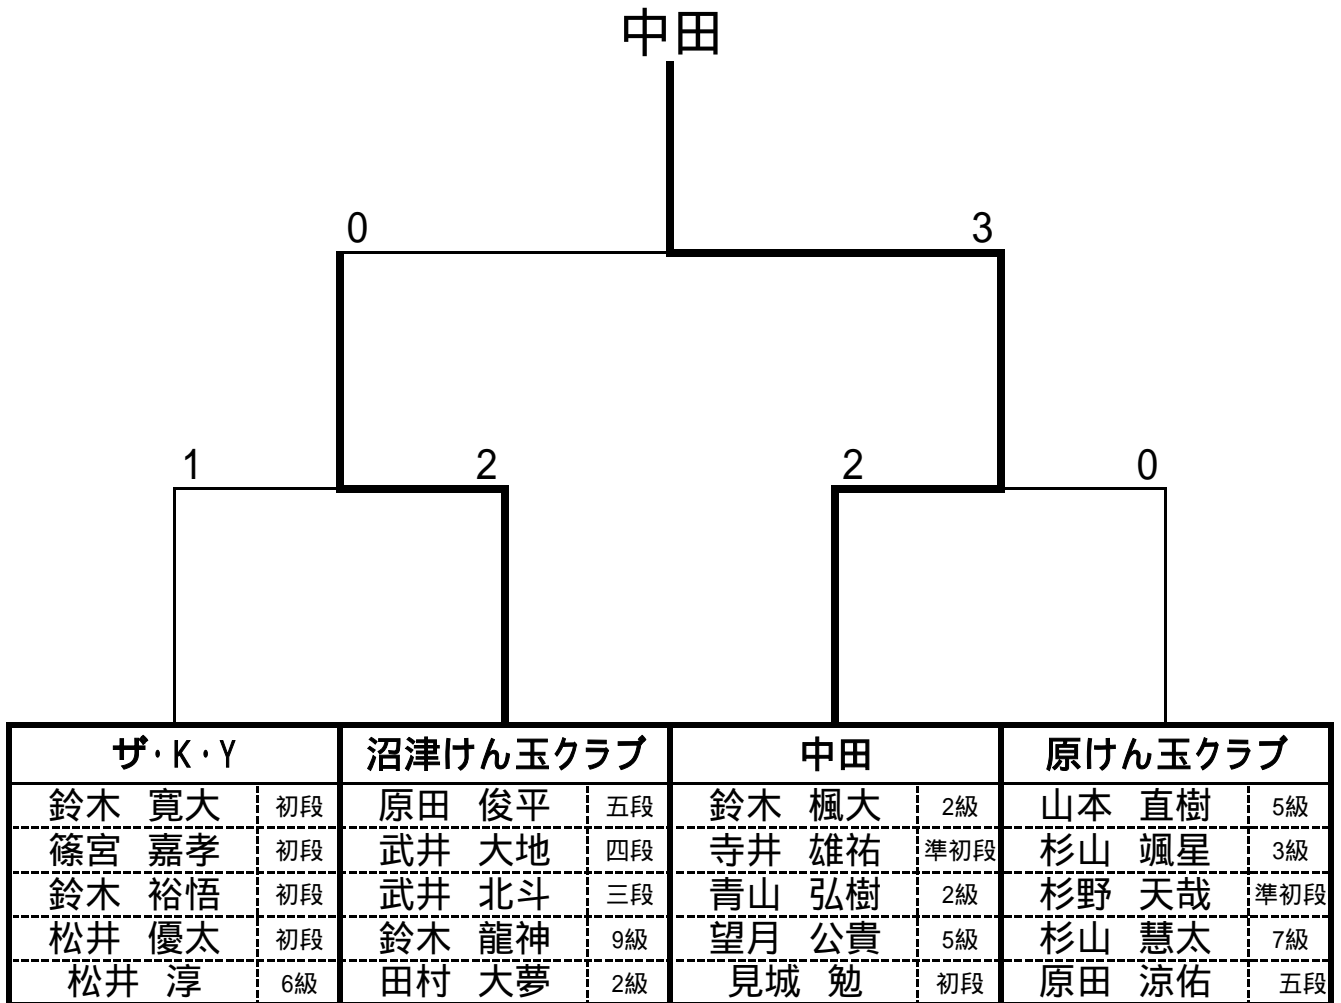 中田
0 3
1 2 2 0
ザ・K・Y 沼津けん玉クラブ 中田 原けん玉クラブ
鈴木 寛大 初段 原田 俊平 五段 鈴木 楓大 2級 山本 直樹 5級
篠宮 嘉孝 初段 武井 大地 四段 寺井 雄祐 準初段 杉山 颯星 3級
鈴木 裕悟 初段 武井 北斗 三段 青山 弘樹 2級 杉野 天哉 準初段
松井 優太 初段 鈴木 龍神 9級 望月 公貴 5級 杉山 慧太 7級
松井 淳 6級 田村 大夢 2級 見城 勉 初段 原田 涼佑 五段